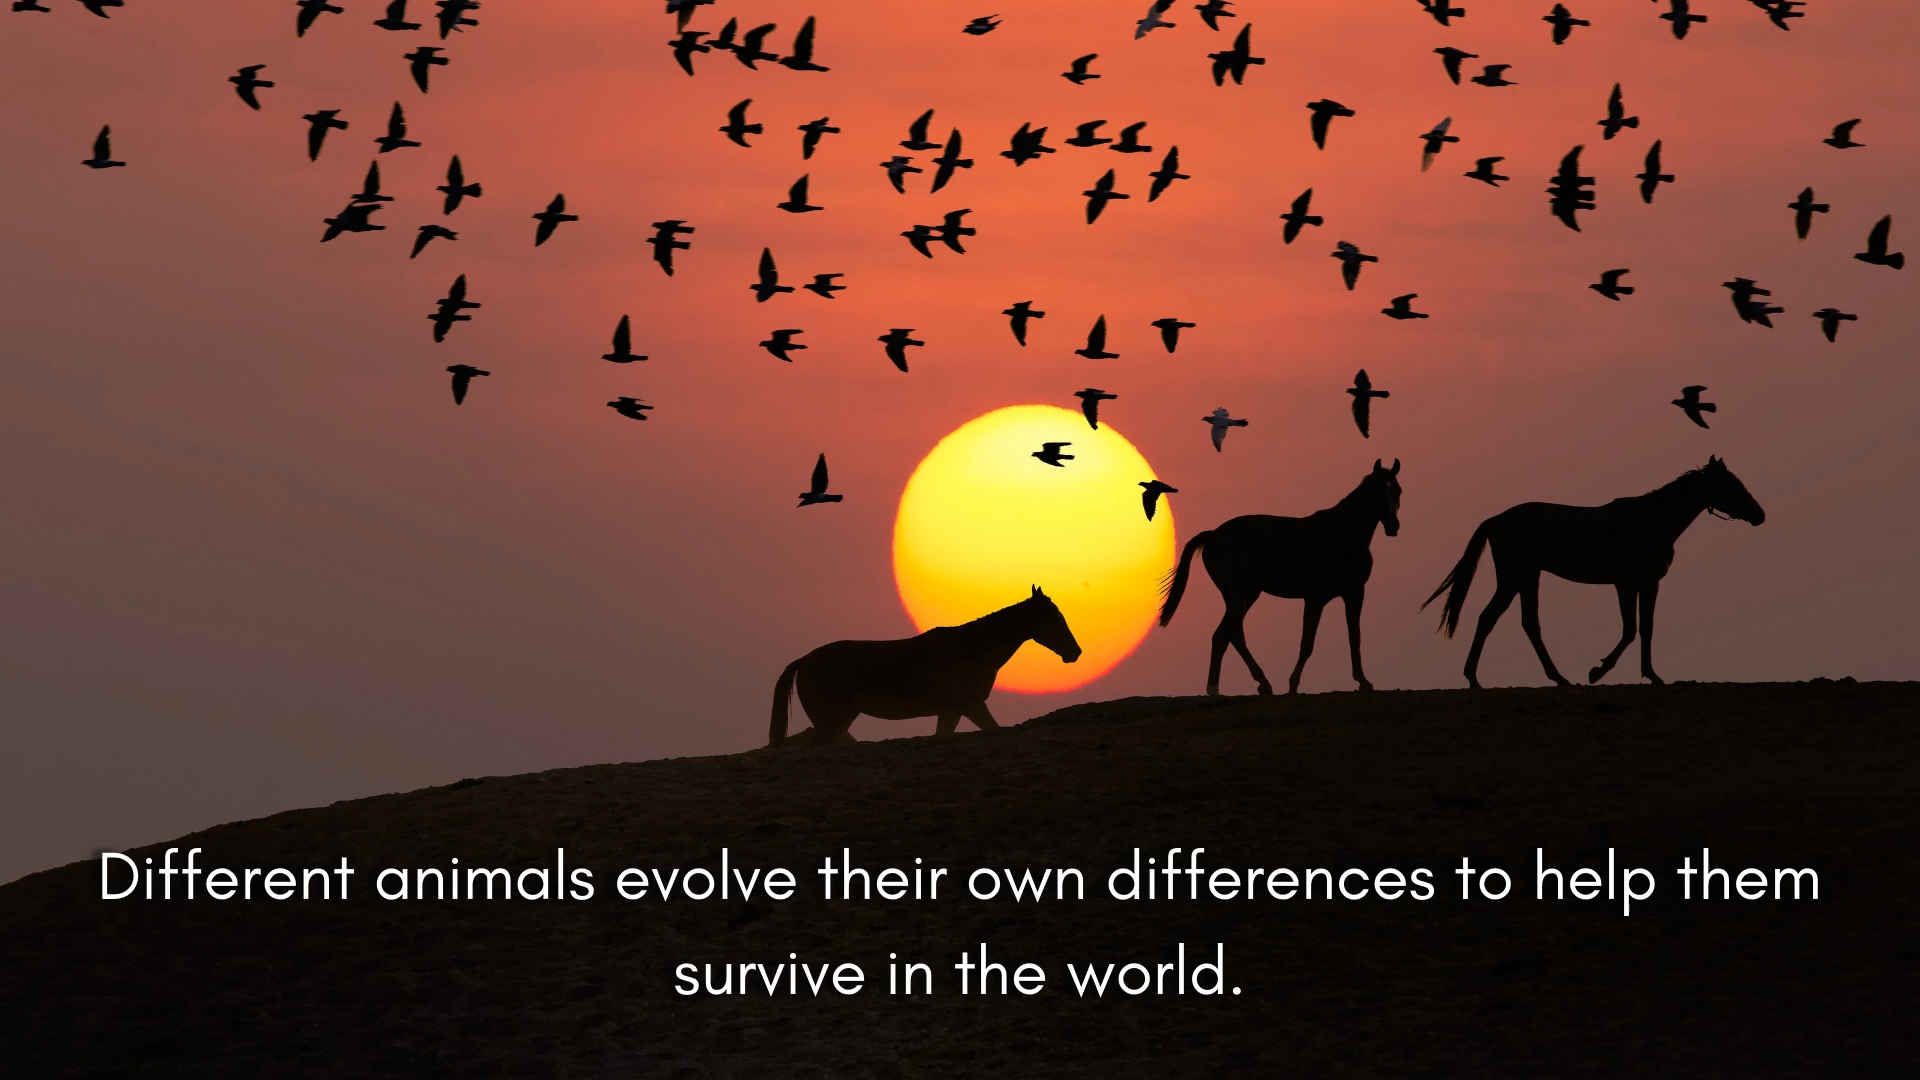 Different animals evolve their own differences to help them
survive in the world.